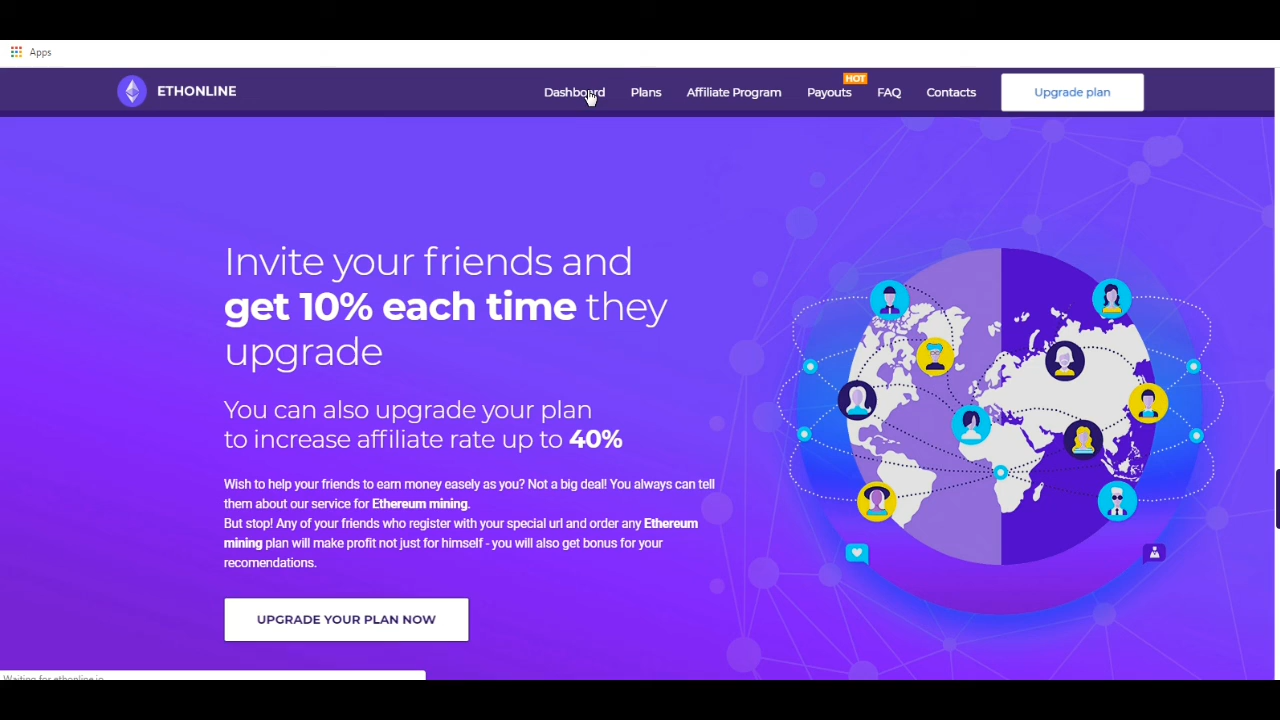 Apps
ETHONLINE
Dashboard
Plans
Affiliate Program
HOT
Payouts
FAQ
Contacts
Upgrade plan
Invite your friends and
get 10% each time they
upgrade
You can also upgrade your plan
to increase affiliate rate up to 40%
Wish to help your friends to earn money easely as you? Not a big deal! You always can tell
them about our service for Ethereum mining.
But stop! Any of your friends who register with your special url and order any Ethereum
mining plan will make profit not just for himself - you will also get bonus for your
recomendations.
UPGRADE YOUR PLAN NOW
Waiting for ethonline.io